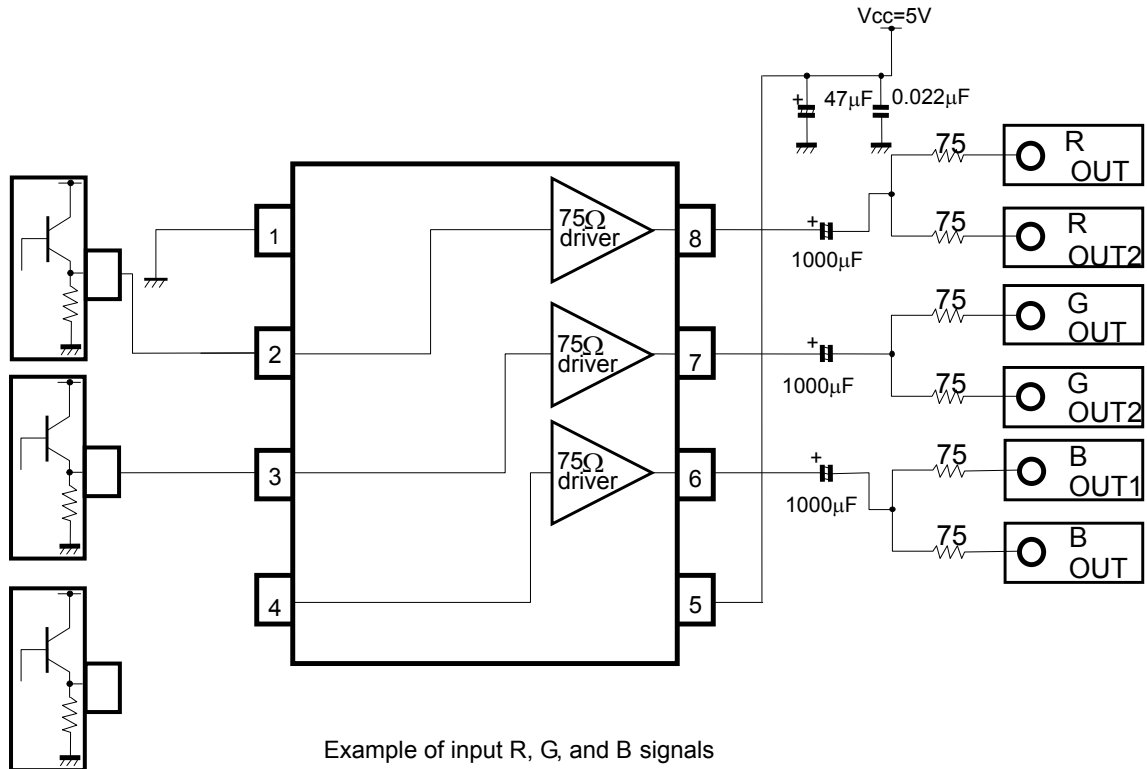 Vcc=5V
+
47µF
0.022µF
75
R
OUT
1
75Ω
driver
8
+
1000µF
75
R
OUT2
75
G
OUT
2
75Ω
driver
7
+
1000µF
75
G
OUT2
3
75Ω
driver
6
+
1000µF
75
B
OUT1
75
B
OUT
4
5
Example of input R, G, and B signals